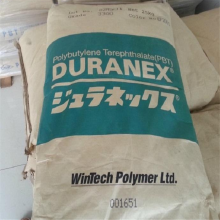 Polybutylene Terephthalate(PBT)
DURANEX®
ジュラネックス®
WinTech Polymer Ltd.
001651